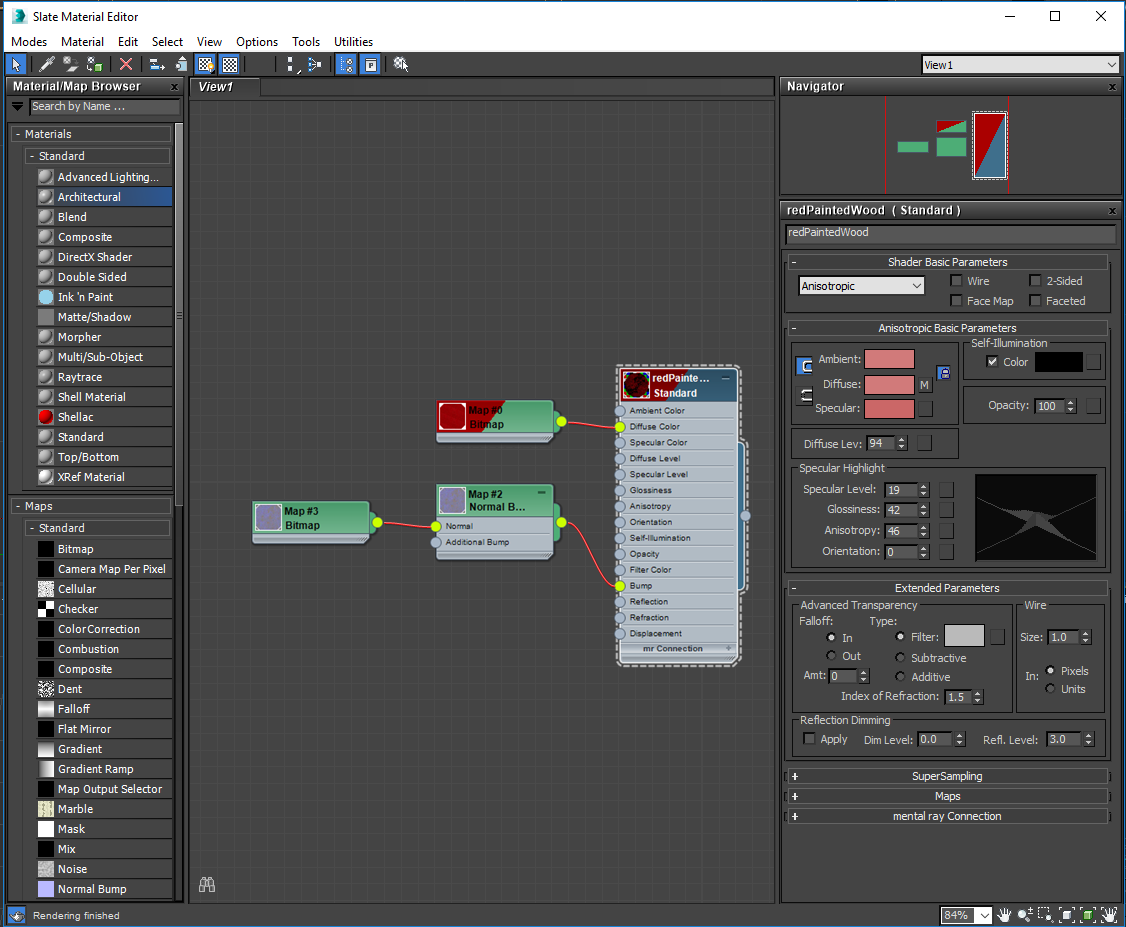 Slate Material Editor
Modes Material Edit Select View Options Tools Utilities
View1
Material/Map Browser x
Search by Name ...
- Materials
- Standard
Advanced Lighting...
Architectural
Blend
Composite
DirectX Shader
Double Sided
Ink 'n Paint
Matte/Shadow
Morpher
Multi/Sub-Object
Raytrace
Shell Material
Shellac
Standard
Top/Bottom
XRef Material
- Maps
- Standard
Bitmap
Camera Map Per Pixel
Cellular
Checker
ColorCorrection
Combustion
Composite
Dent
Falloff
Flat Mirror
Gradient
Gradient Ramp
Map Output Selector
Marble
Mask
Mix
Noise
Normal Bump
View1
Map #0
Bitmap
Map #3
Bitmap
Map #2
Normal B...
Normal
Additional Bump
redPainte...
Standard
Ambient Color
Diffuse Color
Specular Color
Diffuse Level
Specular Level
Glossiness
Anisotropy
Orientation
Self-Illumination
Opacity
Filter Color
Bump
Reflection
Refraction
Displacement
mr Connection +
Navigator x
redPaintedWood ( Standard ) x
redPaintedWood
- Shader Basic Parameters
Anisotropic
Wire 2-Sided
Face Map Faceted
- Anisotropic Basic Parameters
Ambient:
Diffuse: M
Specular:
Self-Illumination
Color
Opacity: 100
Diffuse Lev: 94
Specular Highlight
Specular Level: 19
Glossiness: 42
Anisotropy: 46
Orientation: 0
- Extended Parameters
Advanced Transparency
Falloff: Type:
In Filter:
Out Subtractive
Amt: 0 Additive
Index of Refraction: 1.5
Wire
Size: 1.0
In: Pixels
Units
Reflection Dimming
Apply Dim Level: 0.0 Refl. Level: 3.0
+ SuperSampling
+ Maps
+ mental ray Connection
Rendering finished
84%